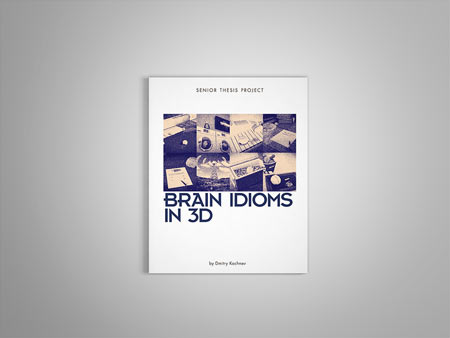 SENIOR THESIS PROJECT
BRAIN IDIOMS
IN 3D
by Dmitry Kochner